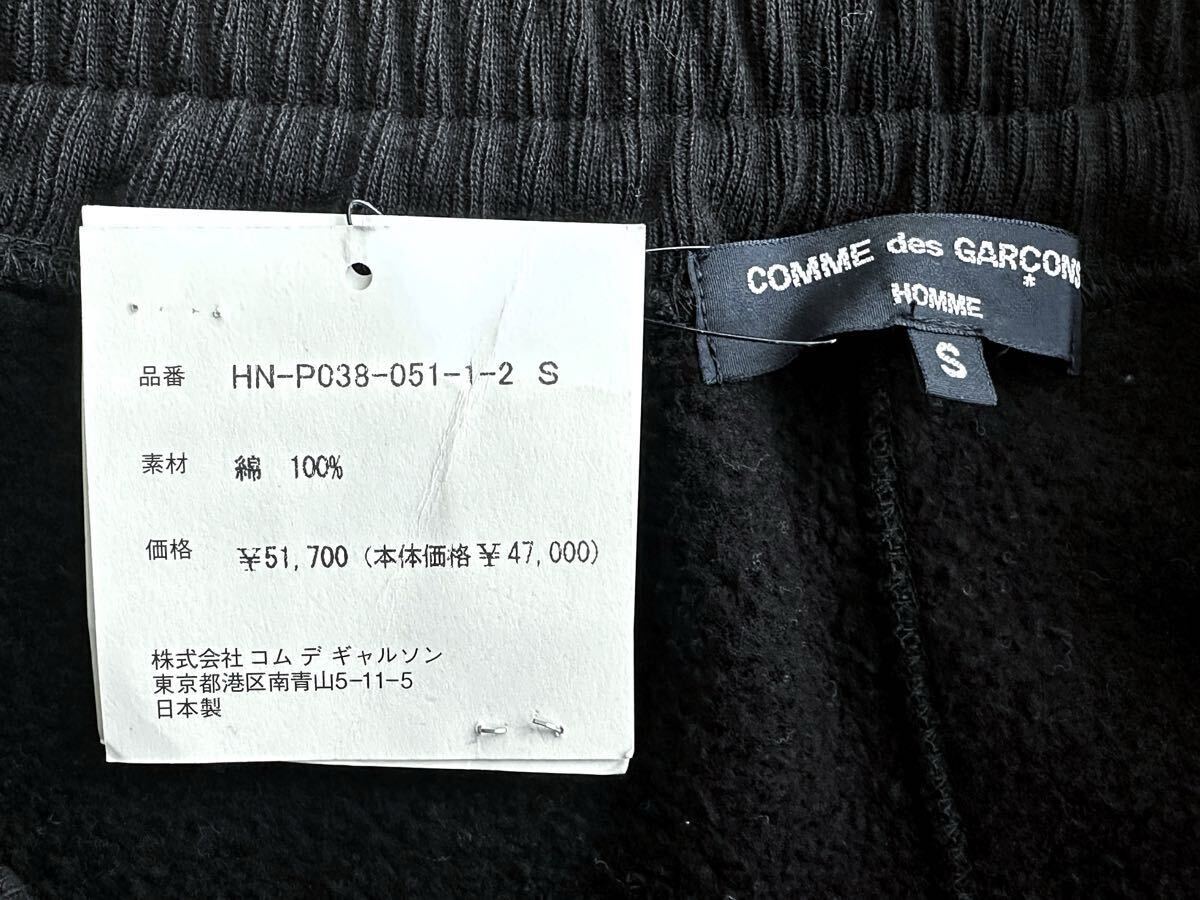 品番 HN-P038-051-1-2 S
素材 綿 100%
価格 ¥51,700 (本体価格¥47,000)
株式会社 コム デ ギャルソン
東京都港区南青山5-11-5
日本製
COMME des GARÇONS
HOMME
S